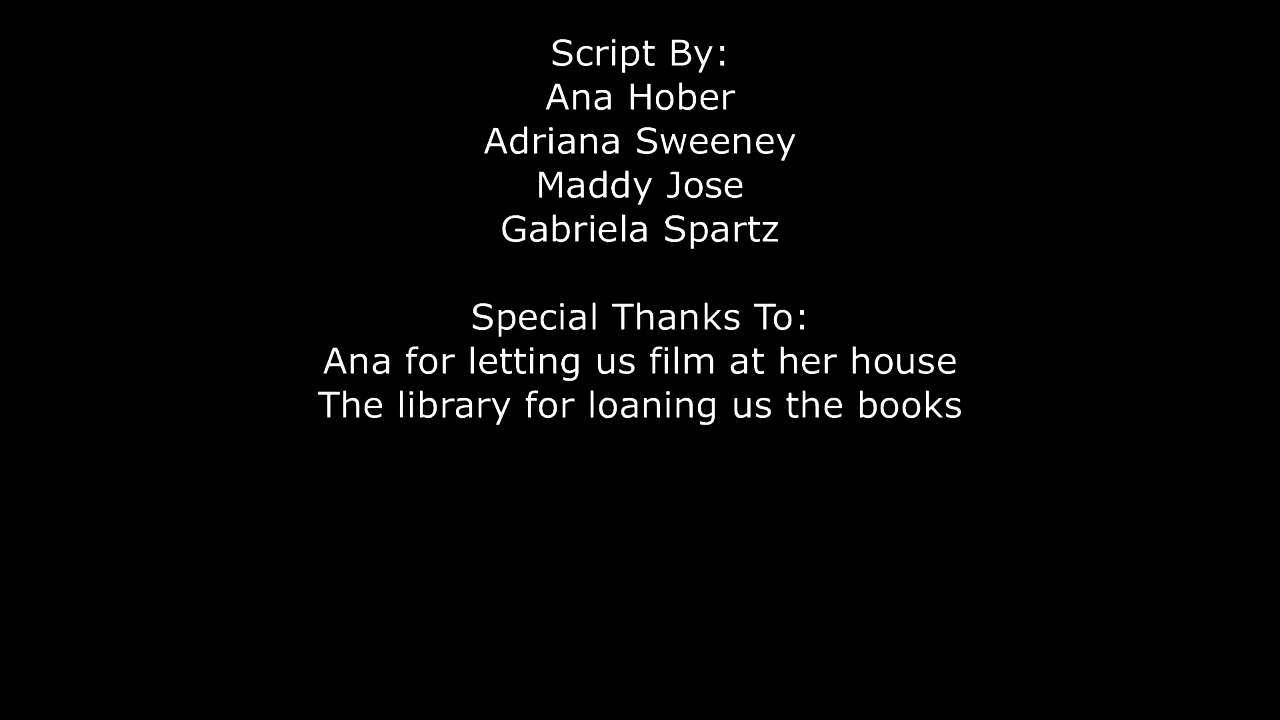 Script By:
Ana Hober
Adriana Sweeney
Maddy Jose
Gabriela Spartz
Special Thanks To:
Ana for letting us film at her house
The library for loaning us the books